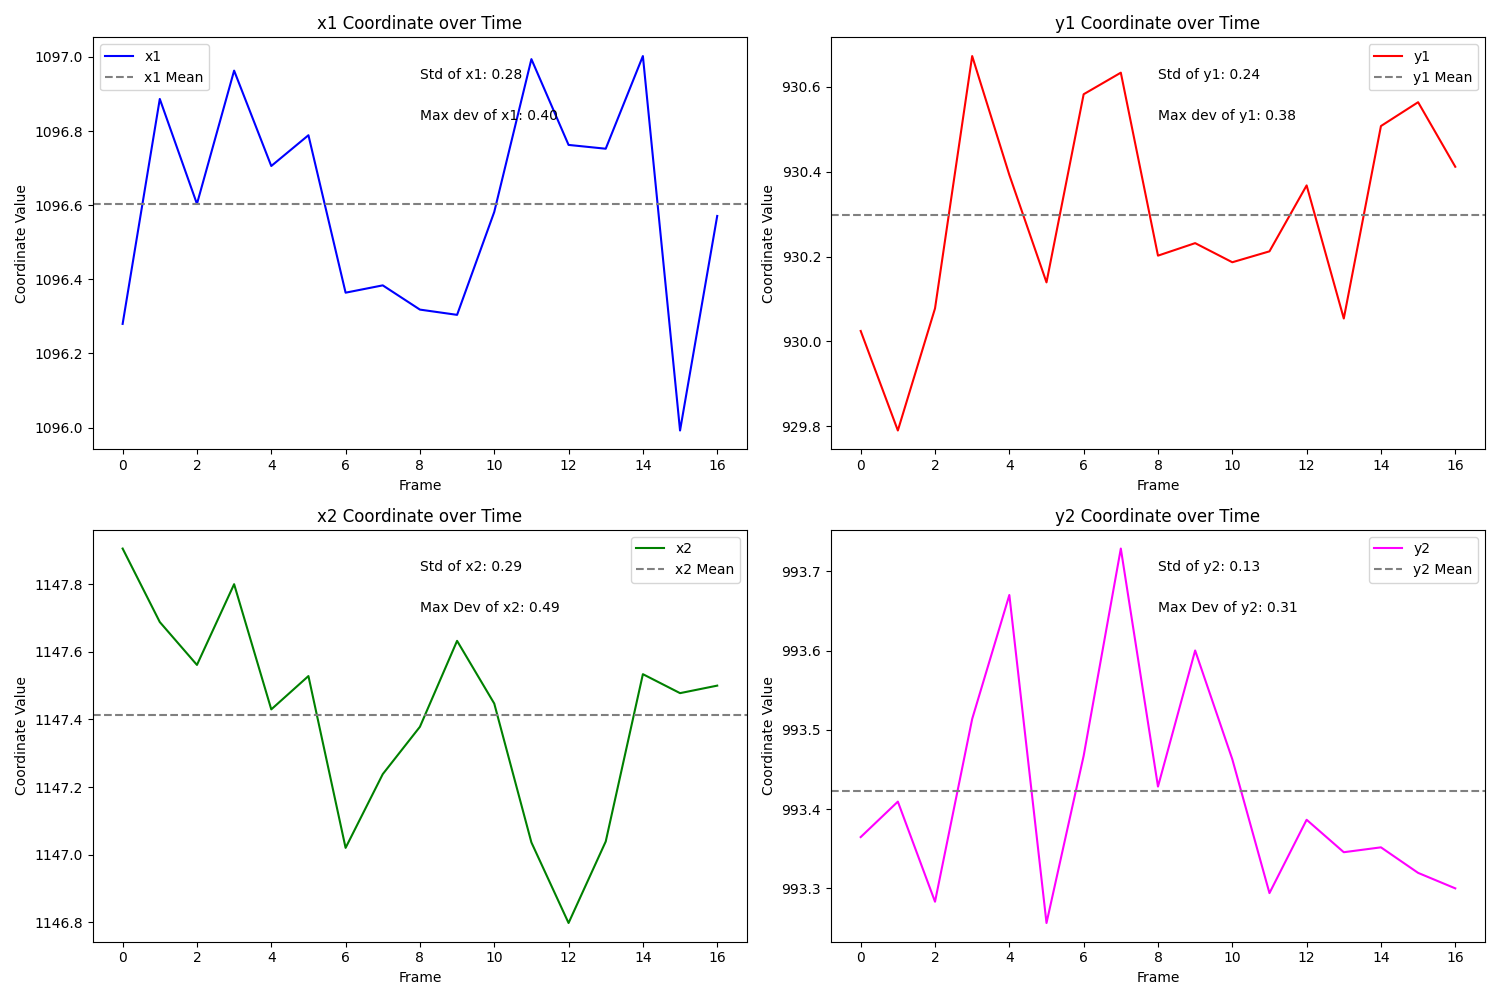 x1 Coordinate over Time
x1
x1 Mean
Std of x1: 0.28
Max dev of x1: 0.40
Coordinate Value
1097.0
1096.8
1096.6
1096.4
1096.2
1096.0
0 2 4 6 8 10 12 14 16
Frame
y1 Coordinate over Time
y1
y1 Mean
Std of y1: 0.24
Max dev of y1: 0.38
Coordinate Value
930.6
930.4
930.2
930.0
929.8
0 2 4 6 8 10 12 14 16
Frame
x2 Coordinate over Time
x2
x2 Mean
Std of x2: 0.29
Max Dev of x2: 0.49
Coordinate Value
1147.8
1147.6
1147.4
1147.2
1147.0
1146.8
0 2 4 6 8 10 12 14 16
Frame
y2 Coordinate over Time
y2
y2 Mean
Std of y2: 0.13
Max Dev of y2: 0.31
Coordinate Value
993.7
993.6
993.5
993.4
993.3
0 2 4 6 8 10 12 14 16
Frame